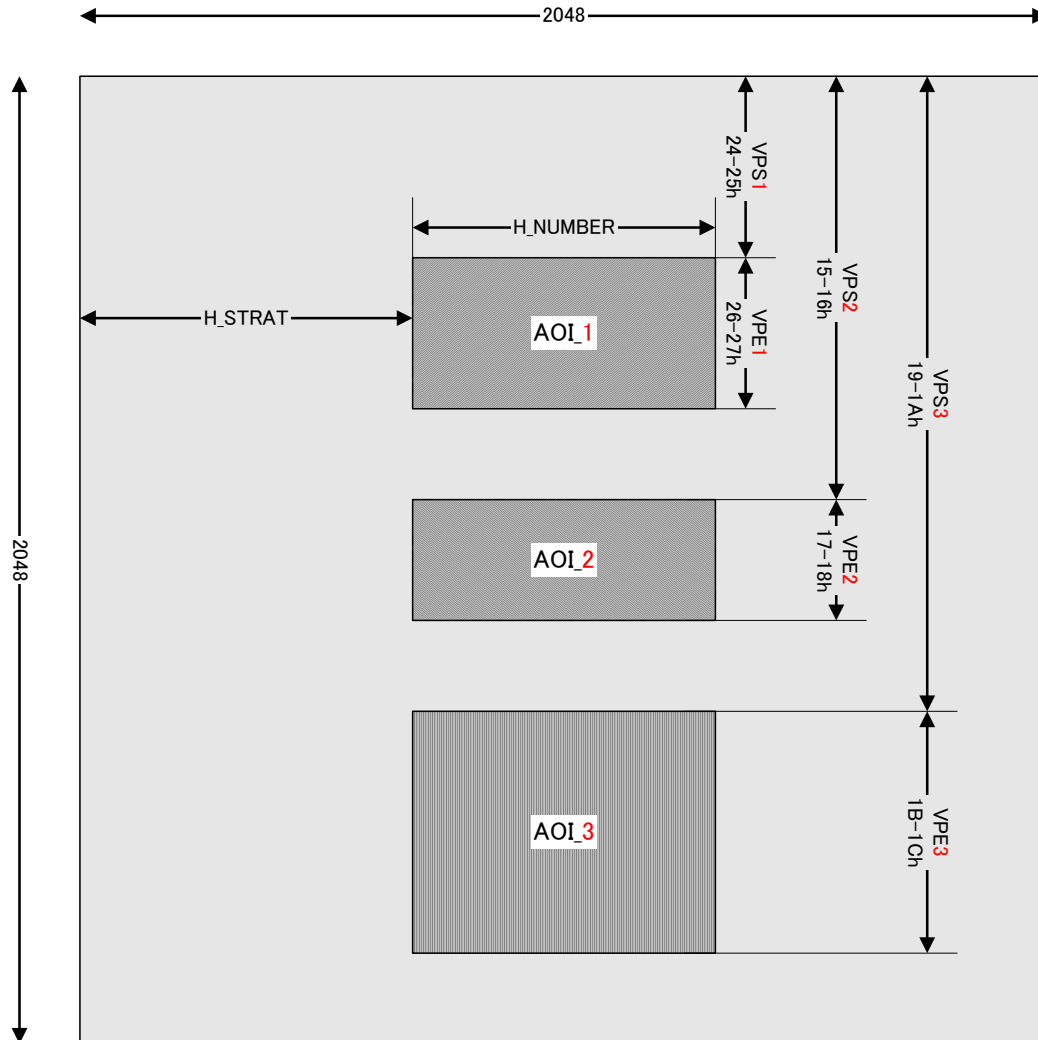 2048
VPS1
24-25h
H_NUMBER
VPS2
15-16h
H_STRAT
AOI_1
VPE1
26-27h
VPS3
19-1Ah
2048
AOI_2
VPE2
17-18h
AOI_3
VPE3
1B-1Ch